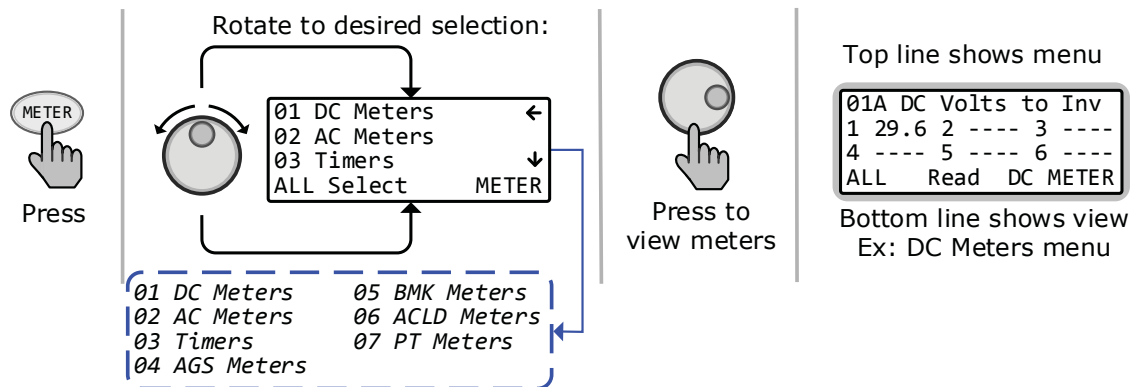 Rotate to desired selection:
METER
Press
01 DC Meters ←
02 AC Meters
03 Timers ↓
ALL Select METER
Press to
view meters
Top line shows menu
01A DC Volts to Inv
1 29.6 2 ---- 3 ----
4 ---- 5 ---- 6 ----
ALL Read DC METER
Bottom line shows view
Ex: DC Meters menu
01 DC Meters 05 BMK Meters
02 AC Meters 06 ACLD Meters
03 Timers 07 PT Meters
04 AGS Meters